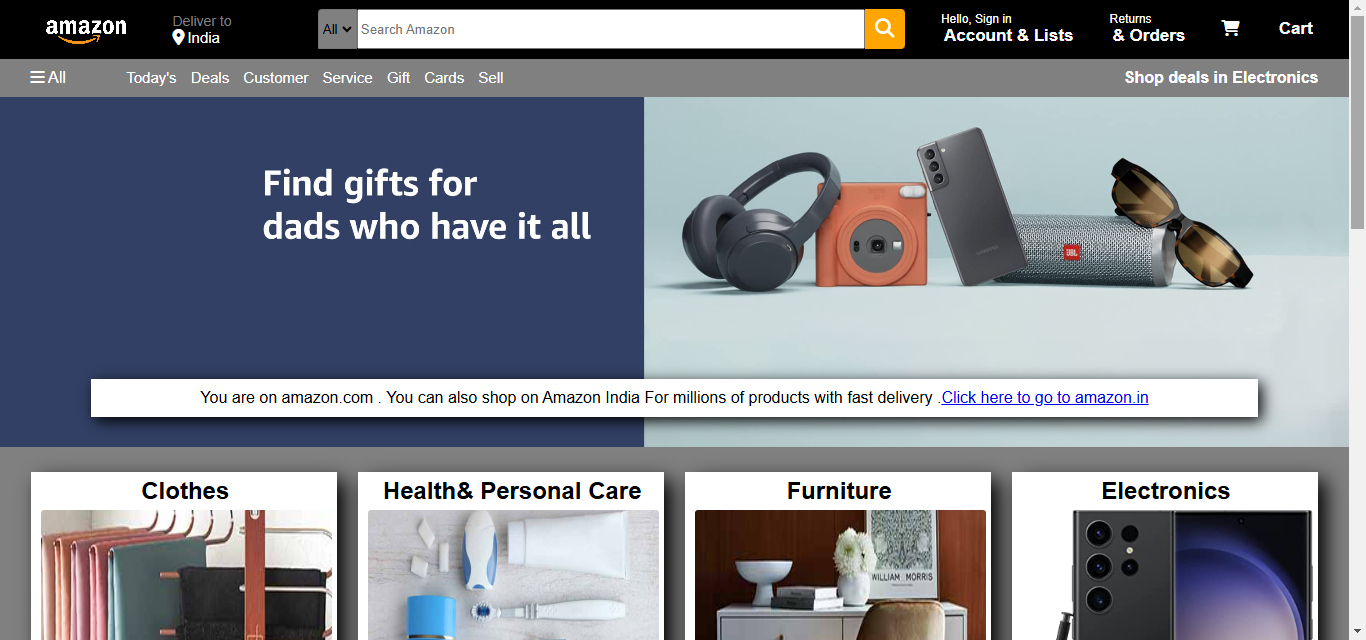 amazon
Deliver to
India
All
Search Amazon
Hello, Sign in
Account & Lists
Returns
& Orders
Cart
All
Today's Deals Customer Service Gift Cards Sell
Shop deals in Electronics
Find gifts for
dads who have it all
JBL
SAMSUNG
You are on amazon.com . You can also shop on Amazon India For millions of products with fast delivery .Click here to go to amazon.in
Clothes
Health& Personal Care
Furniture
Electronics
WILLIAM MORRIS